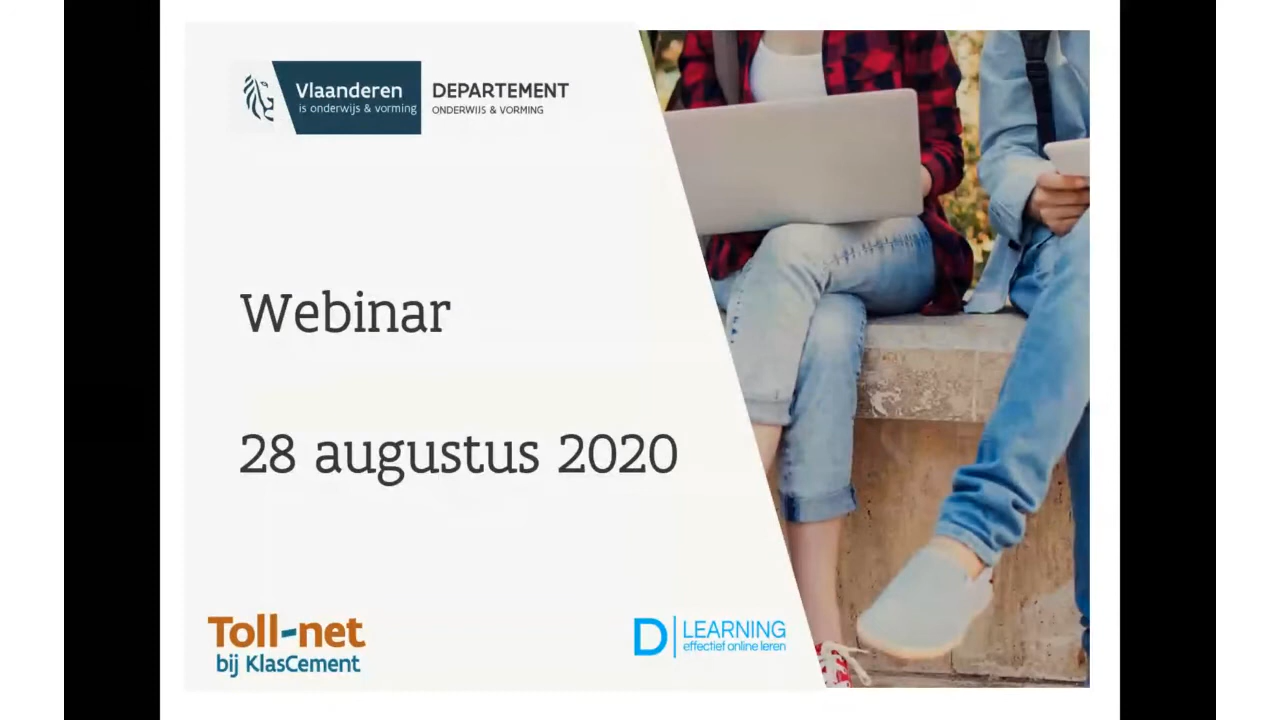 Vlaanderen
is onderwijs & vorming
DEPARTEMENT
ONDERWIJS & VORMING
Webinar
28 augustus 2020
Toll-net
bij KlasCement
D LEARNING
effectief online leren